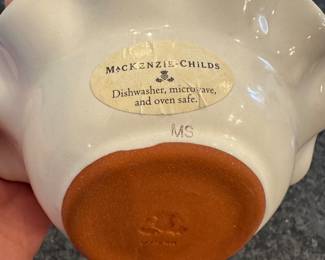 MACKENZIE-CHILDS
Dishwasher, microwave,
and oven safe.
MS